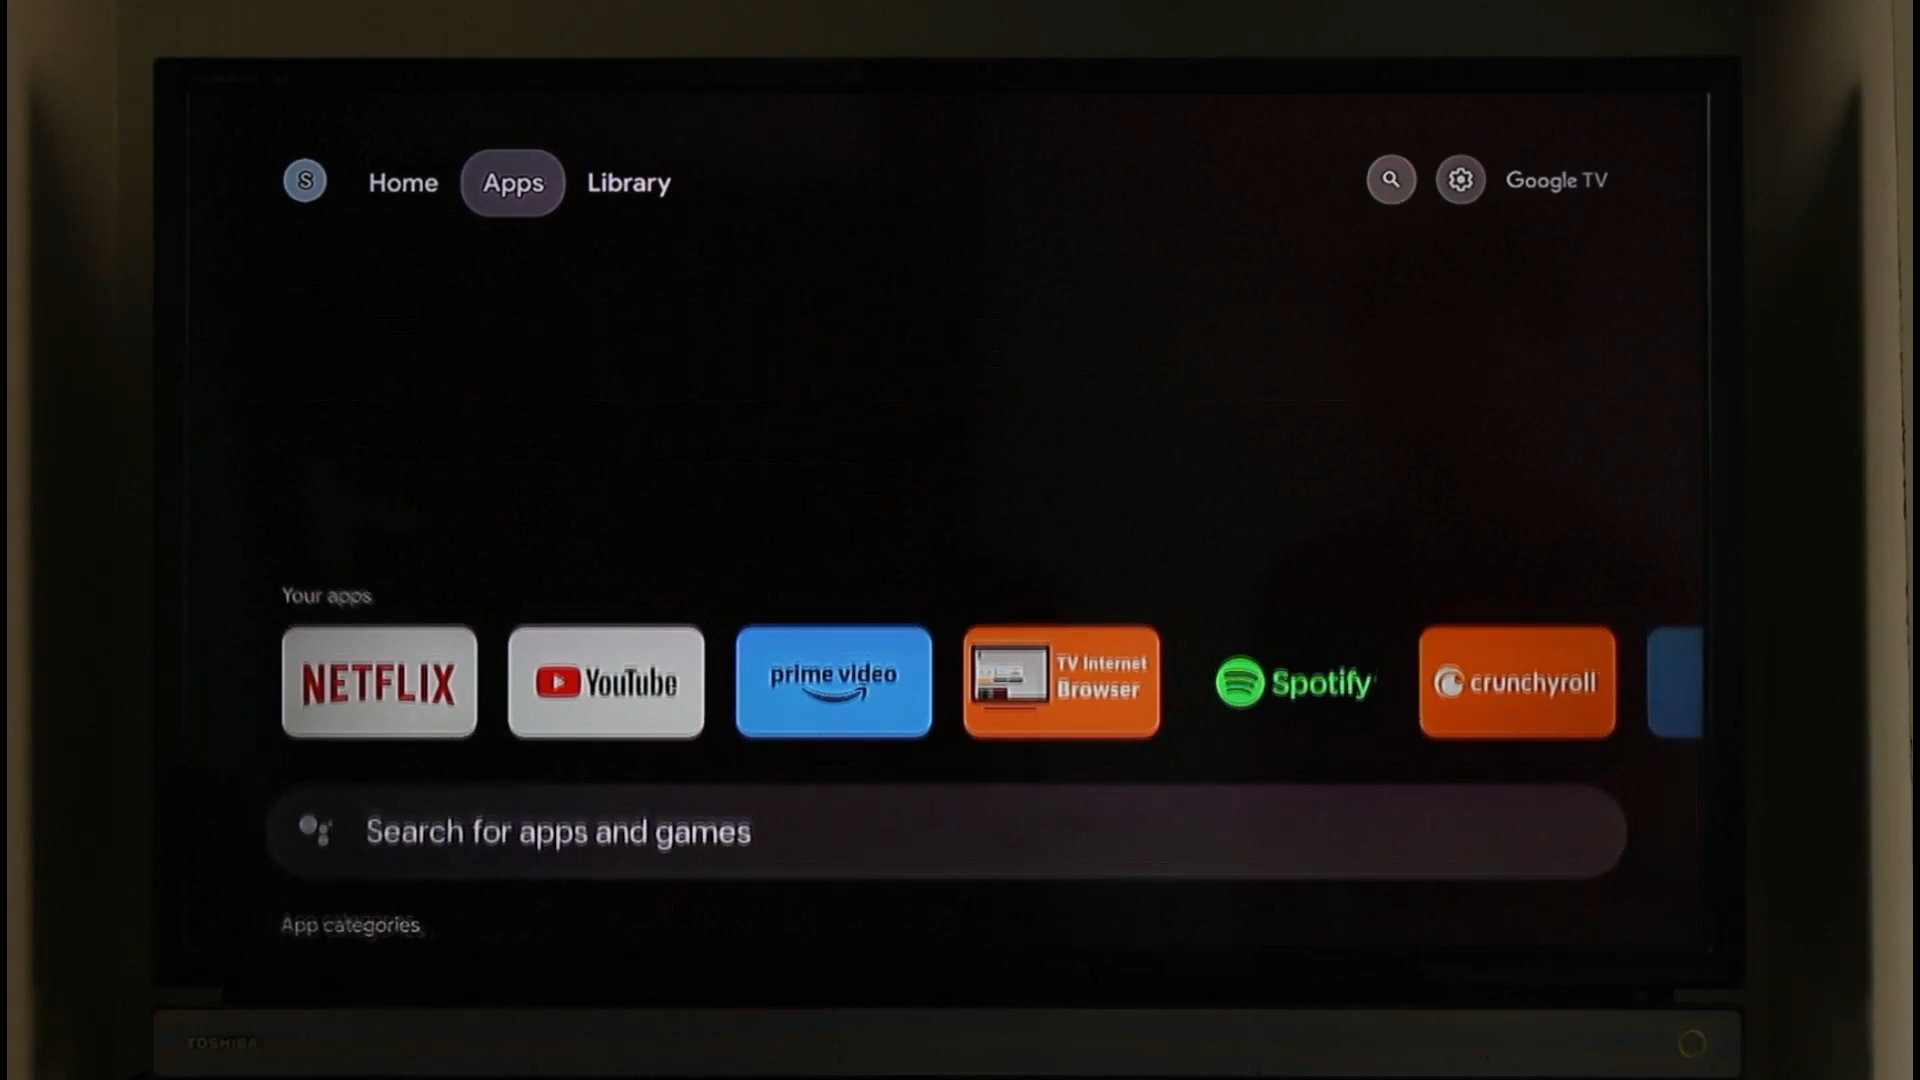 S
Home
Apps
Library
Google TV
Your apps
NETFLIX
YouTube
prime video
TV Internet
Browser
Spotify
crunchyroll
Search for apps and games
App categories
TOSHIBA